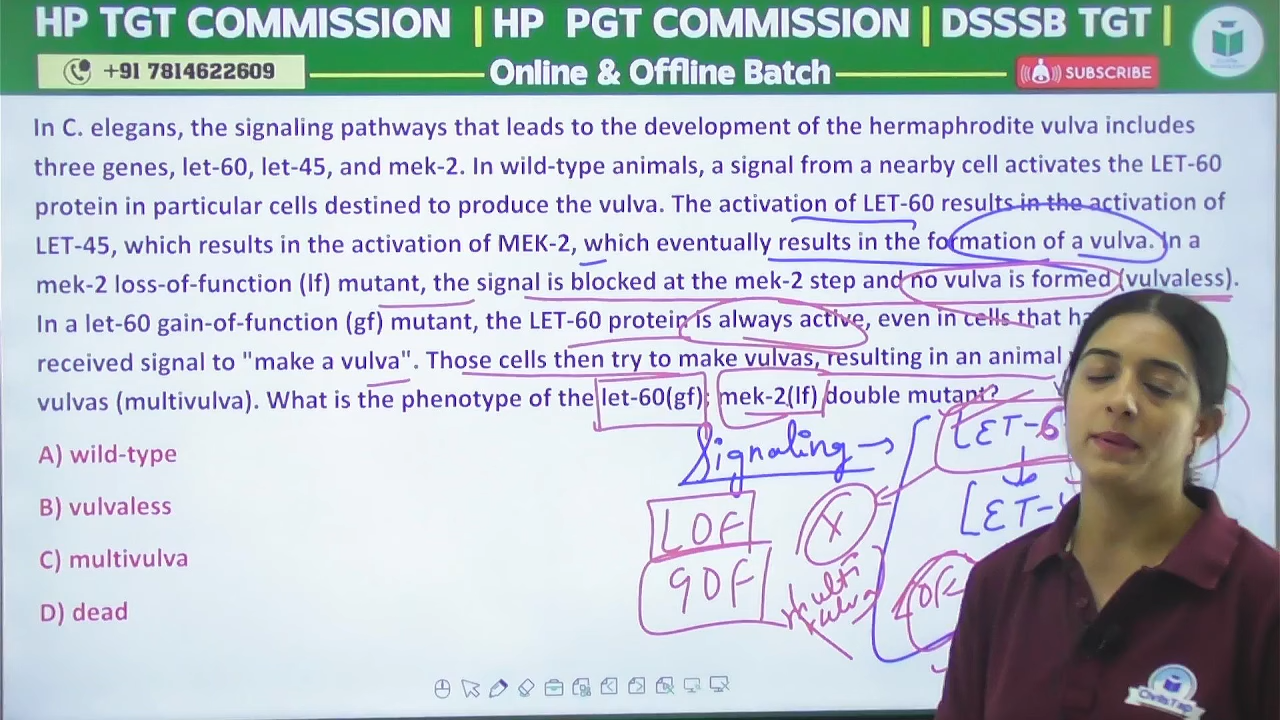 HP TGT COMMISSION | HP PGT COMMISSION | DSSSB TGT |
+91 7814622609
Online & Offline Batch
SUBSCRIBE
In C. elegans, the signaling pathways that leads to the development of the hermaphrodite vulva includes
three genes, let-60, let-45, and mek-2. In wild-type animals, a signal from a nearby cell activates the LET-60
protein in particular cells destined to produce the vulva. The activation of LET-60 results in the activation of
LET-45, which results in the activation of MEK-2, which eventually results in the formation of a vulva. In a
mek-2 loss-of-function (lf) mutant, the signal is blocked at the mek-2 step and no vulva is formed (vulvaless).
In a let-60 gain-of-function (gf) mutant, the LET-60 protein is always active, even in cells that
received signal to "make a vulva". Those cells then try to make vulvas, resulting in an animal
vulvas (multivulva). What is the phenotype of the let-60(gf); mek-2(lf) double mutant?
A) wild-type
B) vulvaless
C) multivulva
D) dead
Signaling →
LET-6
LET-
LOF
GOF
X
Multi
vulva
LOF
CivilsTap